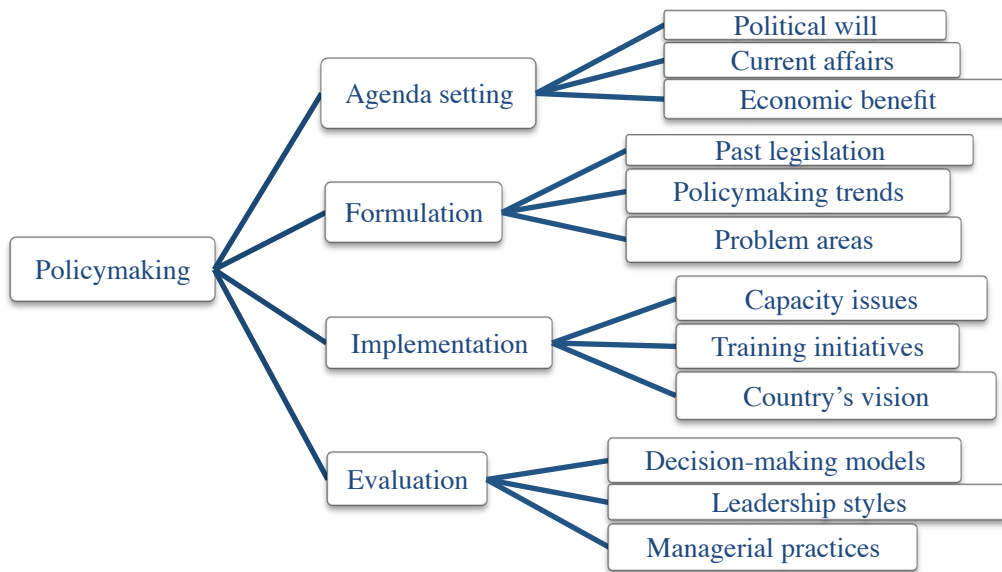 Policymaking
Agenda setting
Political will
Current affairs
Economic benefit
Formulation
Past legislation
Policymaking trends
Problem areas
Implementation
Capacity issues
Training initiatives
Country’s vision
Evaluation
Decision-making models
Leadership styles
Managerial practices